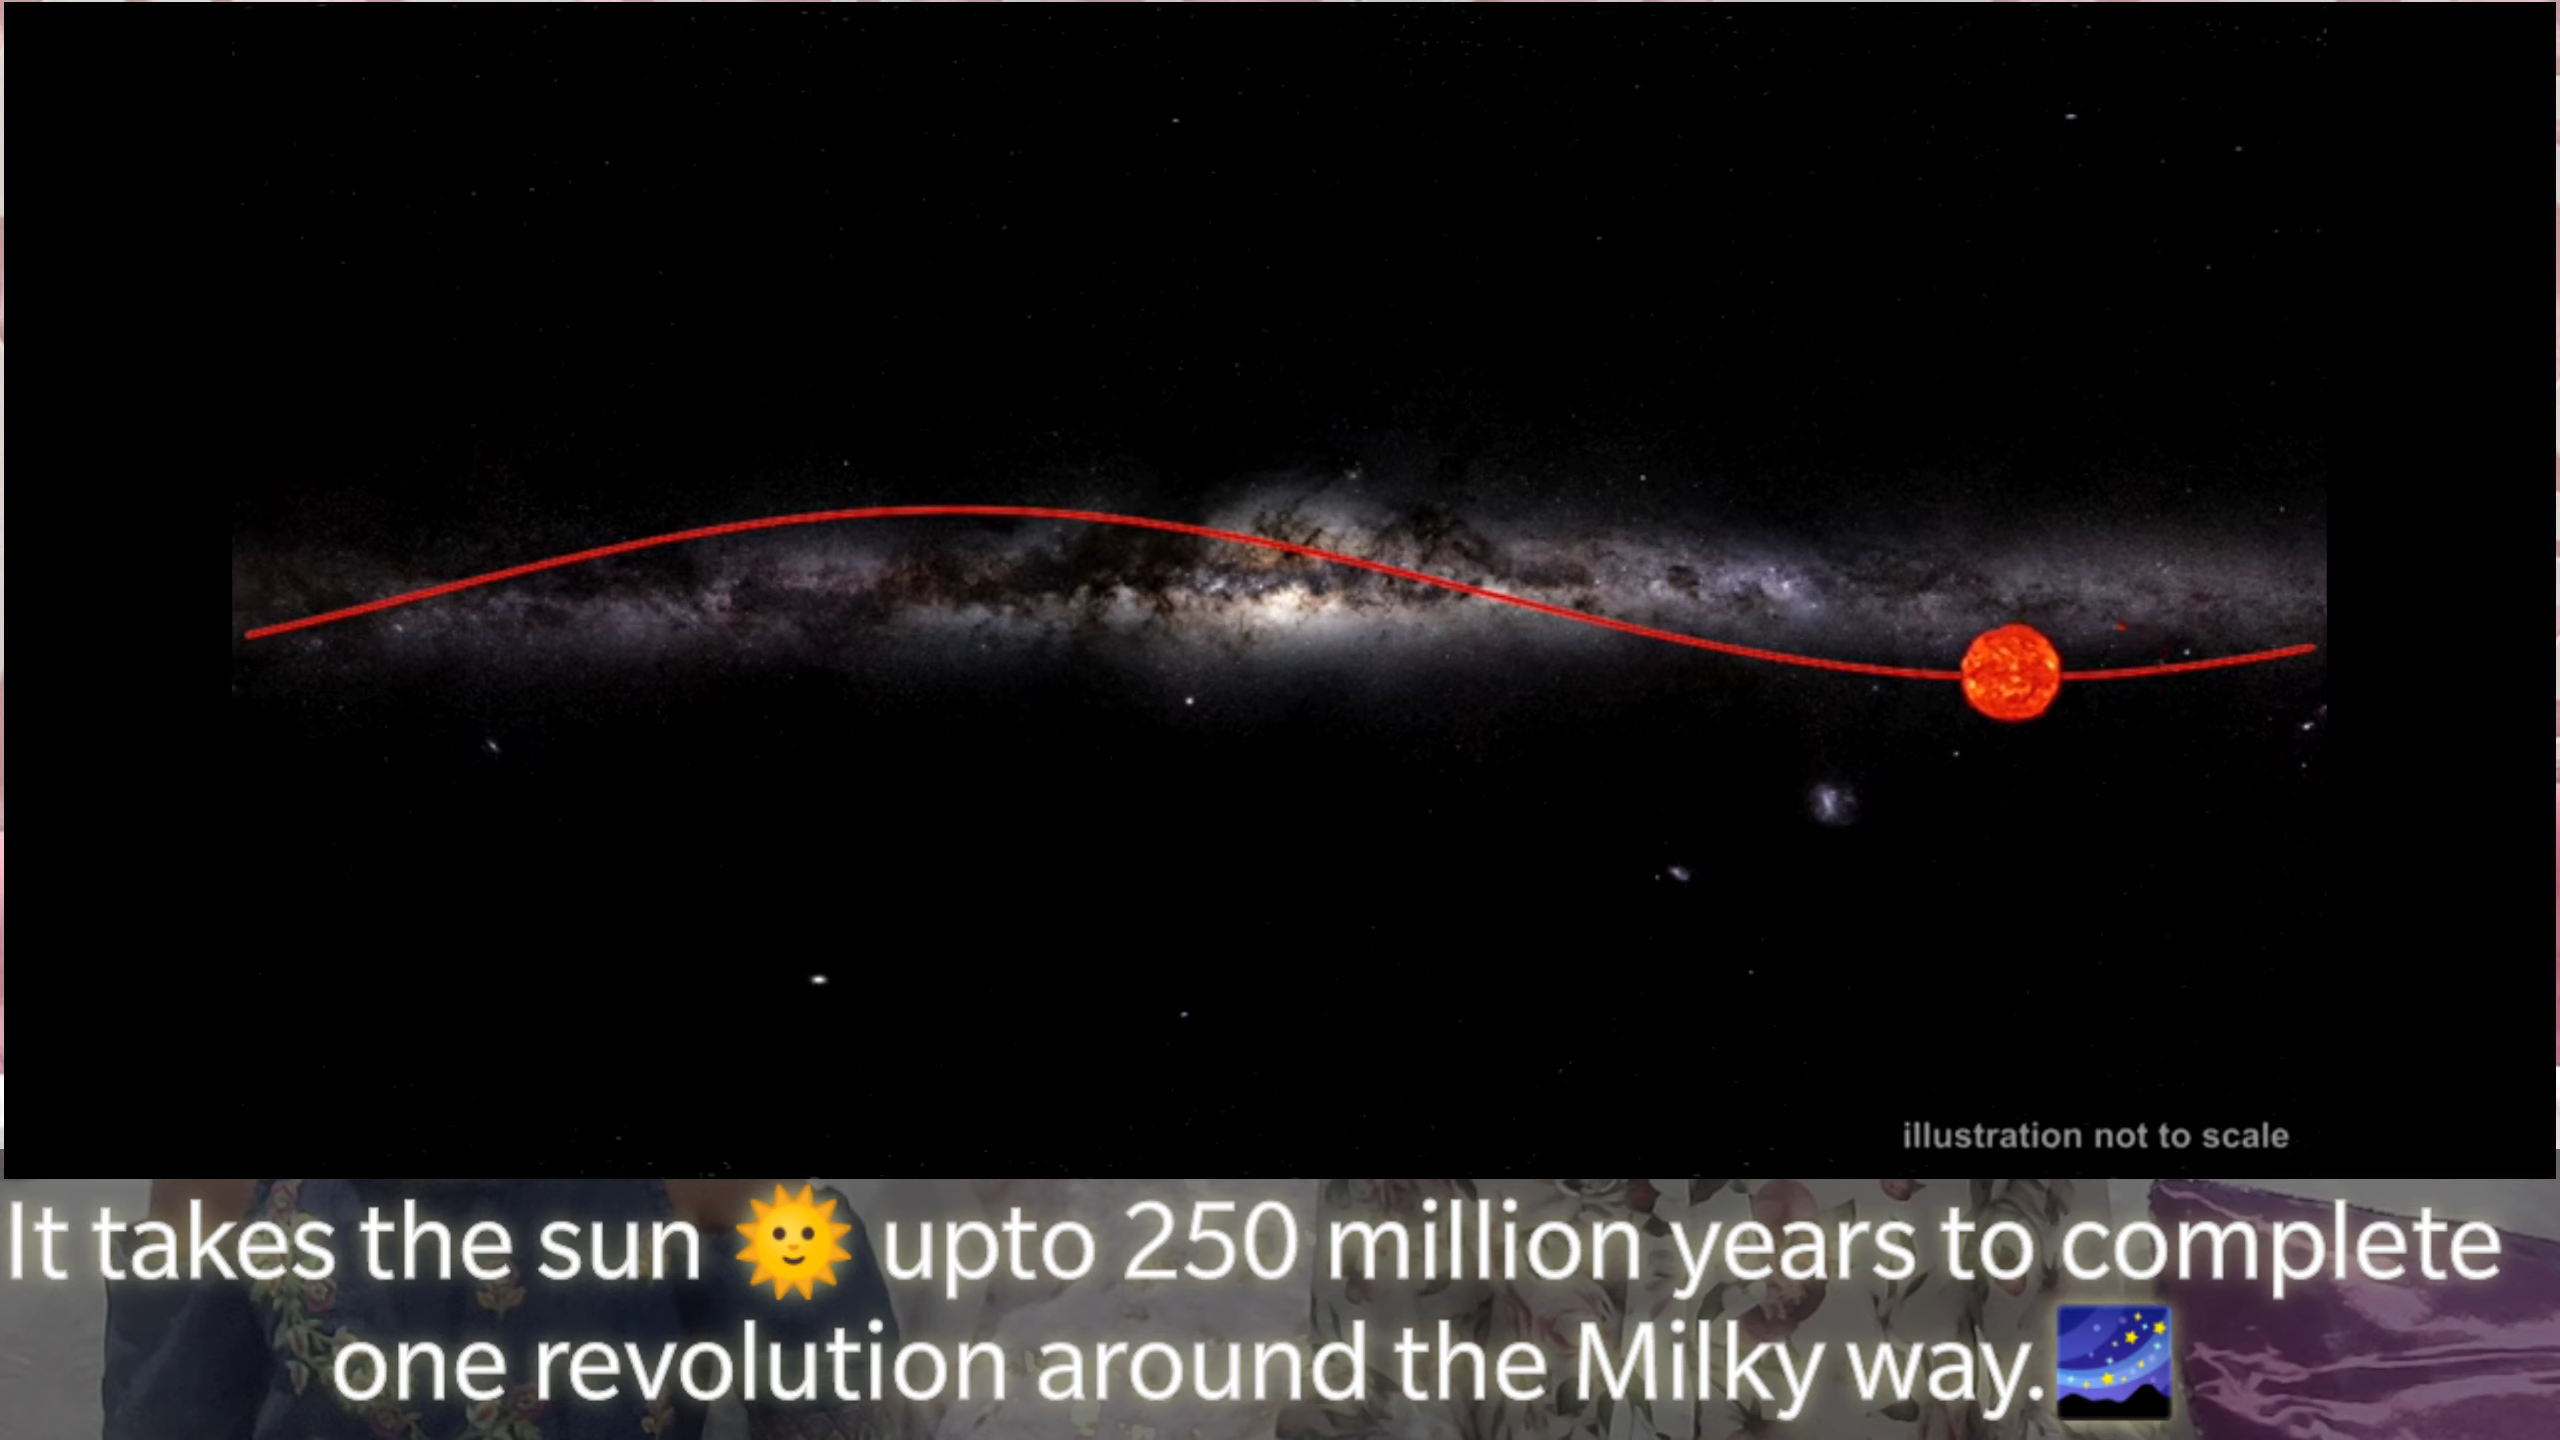 illustration not to scale
It takes the sun 🌞 upto 250 million years to complete
one revolution around the Milky way.🌌